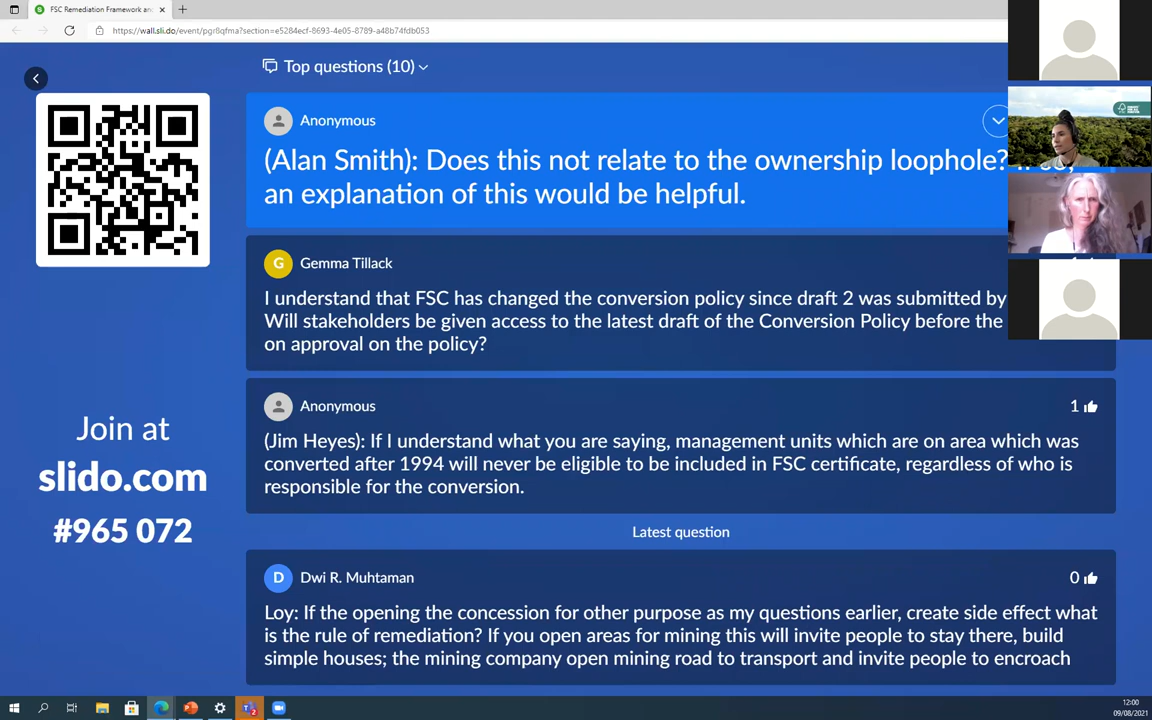 FSC Remediation Framework an
https://wall.sli.do/event/pgr8qfma?section=e5284ecf-8693-4e05-8789-a48b74fdb053
Top questions (10)
Anonymous
(Alan Smith): Does this not relate to the ownership loophole?
an explanation of this would be helpful.
G
Gemma Tillack
I understand that FSC has changed the conversion policy since draft 2 was submitted by
Will stakeholders be given access to the latest draft of the Conversion Policy before the
on approval on the policy?
Anonymous
1
(Jim Heyes): If I understand what you are saying, management units which are on area which was
converted after 1994 will never be eligible to be included in FSC certificate, regardless of who is
responsible for the conversion.
Join at
slido.com
#965 072
Latest question
D
Dwi R. Muhtaman
0
Loy: If the opening the concession for other purpose as my questions earlier, create side effect what
is the rule of remediation? If you open areas for mining this will invite people to stay there, build
simple houses; the mining company open mining road to transport and invite people to encroach
12:00
09/08/2021